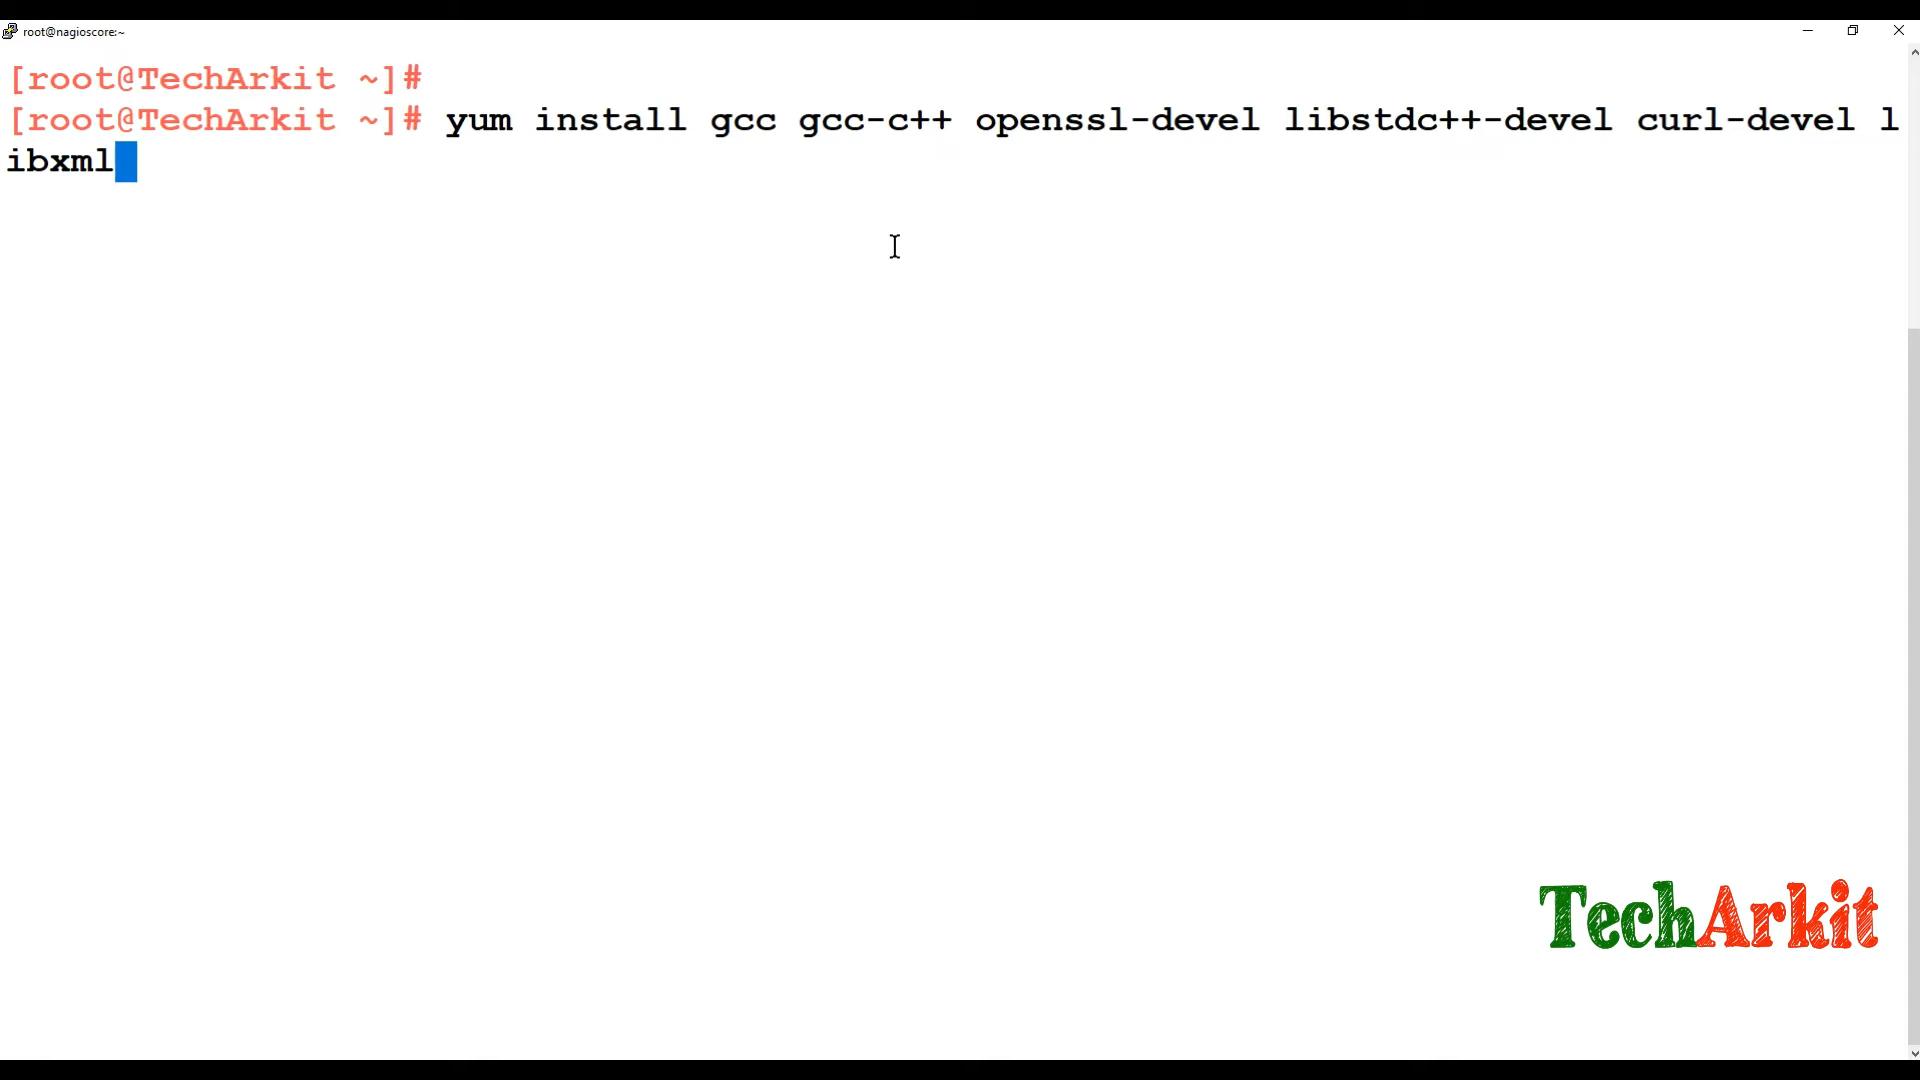 root@nagioscore:~
[root@TechArkit ~]#
[root@TechArkit ~]# yum install gcc gcc-c++ openssl-devel libstdc++-devel curl-devel l
ibxml
TechArkit